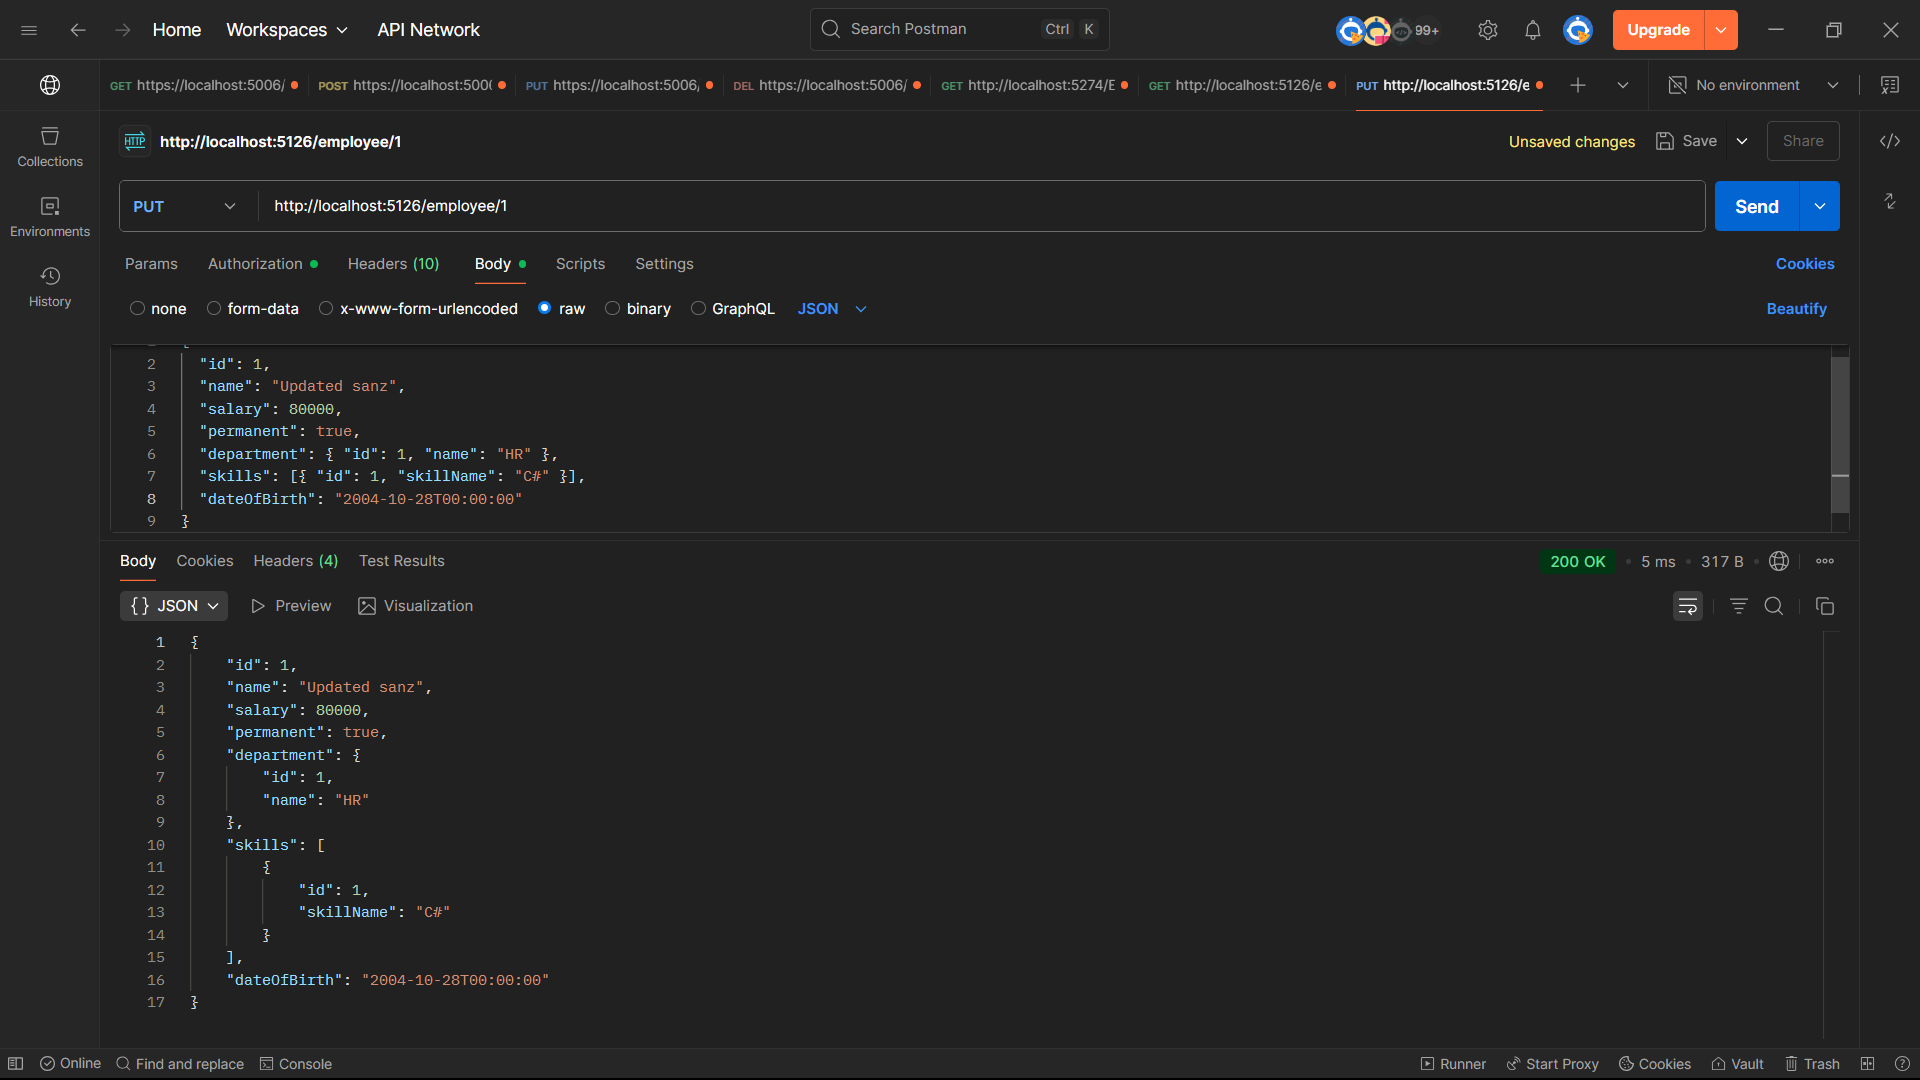 Home Workspaces API Network Search Postman Ctrl K 99+ Upgrade
GET https://localhost:5006/ POST https://localhost:500 PUT https://localhost:5006, DEL https://localhost:5006/ GET http://localhost:5274/E GET http://localhost:5126/e PUT http://localhost:5126/e No environment
Collections
Environments
History
HTTP http://localhost:5126/employee/1 Unsaved changes Save Share
PUT http://localhost:5126/employee/1 Send
Params Authorization Headers (10) Body Scripts Settings Cookies
none form-data x-www-form-urlencoded raw binary GraphQL JSON Beautify
2 "id": 1,
3 "name": "Updated sanz",
4 "salary": 80000,
5 "permanent": true,
6 "department": { "id": 1, "name": "HR" },
7 "skills": [{ "id": 1, "skillName": "C#" }],
8 "dateOfBirth": "2004-10-28T00:00:00"
9 }
Body Cookies Headers (4) Test Results 200 OK • 5 ms • 317 B
{} JSON Preview Visualization
1 {
2 "id": 1,
3 "name": "Updated sanz",
4 "salary": 80000,
5 "permanent": true,
6 "department": {
7 "id": 1,
8 "name": "HR"
9 },
10 "skills": [
11 {
12 "id": 1,
13 "skillName": "C#"
14 }
15 ],
16 "dateOfBirth": "2004-10-28T00:00:00"
17 }
Online Find and replace Console Runner Start Proxy Cookies Vault Trash